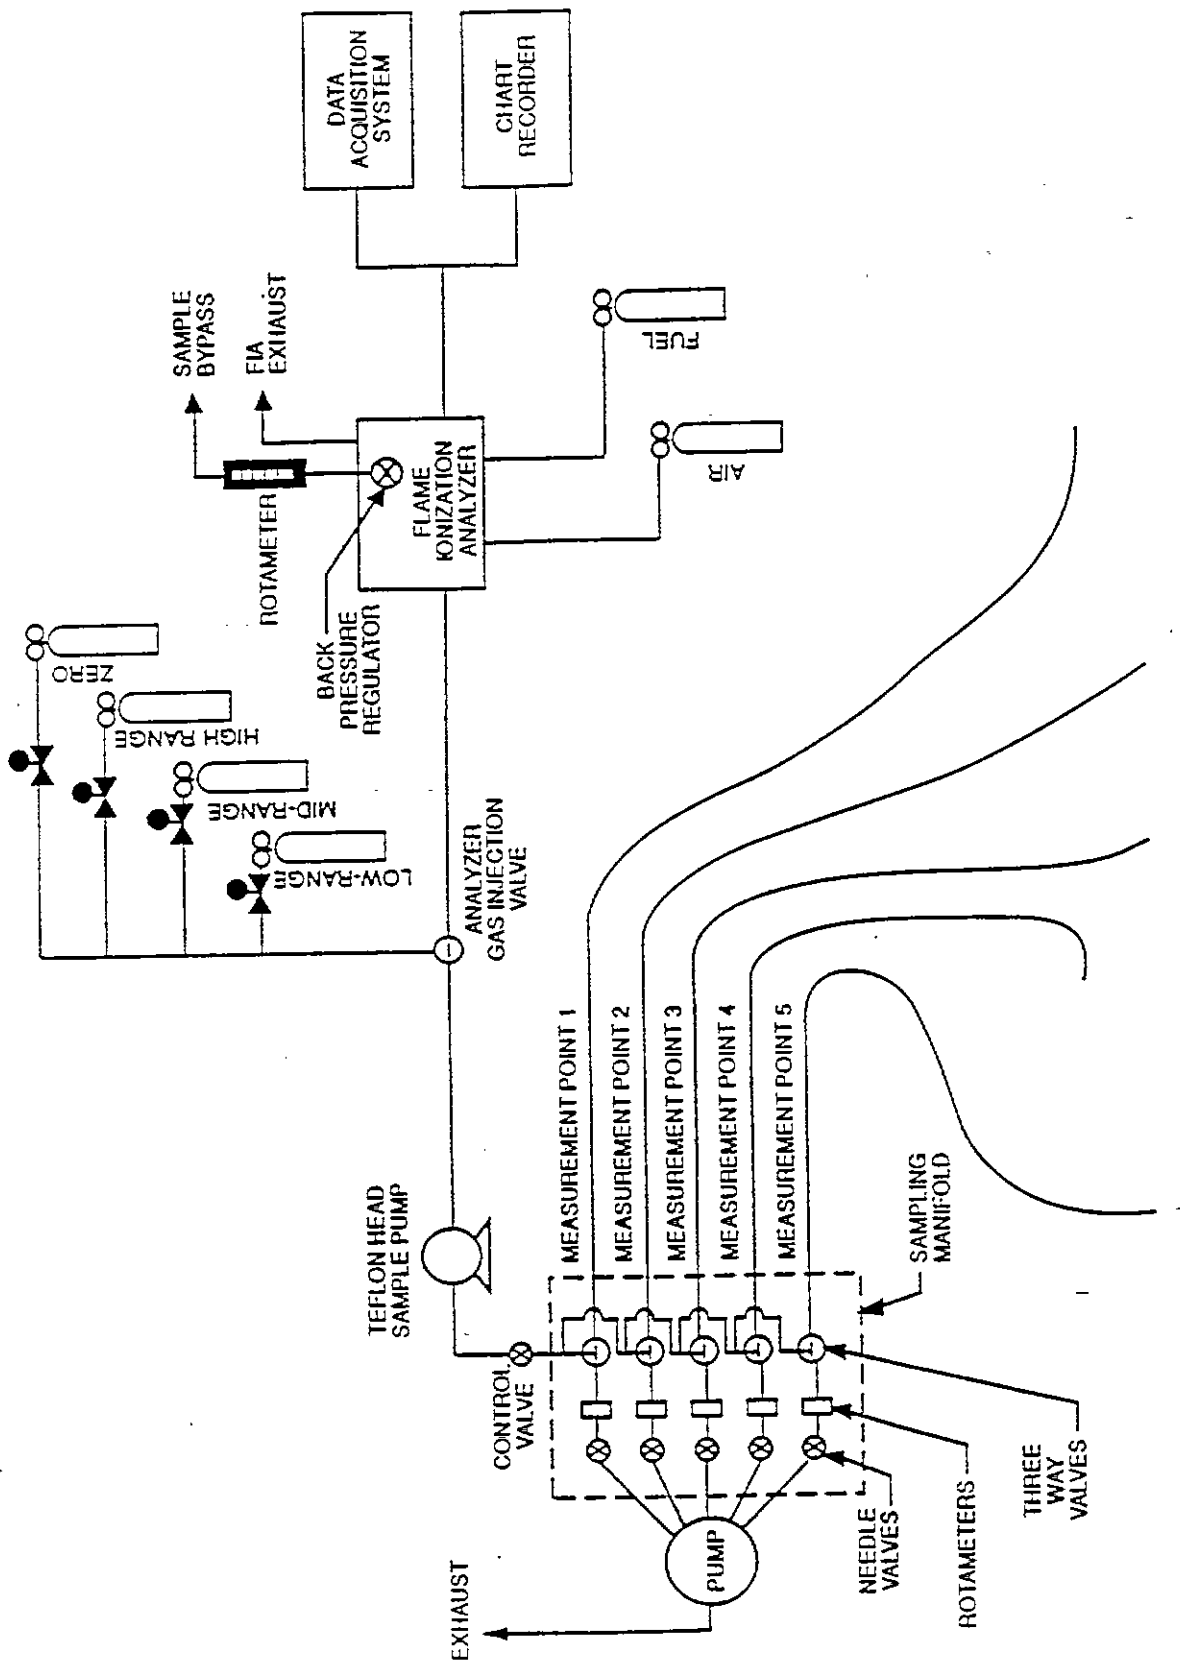 ZERO
HIGH RANGE
MID-RANGE
LOW-RANGE
SAMPLE
BYPASS
FIA
EXHAUST
ROTAMETER
BACK
PRESSURE
REGULATOR
FLAME
IONIZATION
ANALYZER
DATA
ACQUISITION
SYSTEM
CHART
RECORDER
FUEL
AIR
ANALYZER
GAS INJECTION
VALVE
TEFLON HEAD
SAMPLE PUMP
CONTROL
VALVE
MEASUREMENT POINT 1
MEASUREMENT POINT 2
MEASUREMENT POINT 3
MEASUREMENT POINT 4
MEASUREMENT POINT 5
SAMPLING
MANIFOLD
EXHAUST
PUMP
NEEDLE
VALVES
ROTAMETERS
THREE
WAY
VALVES